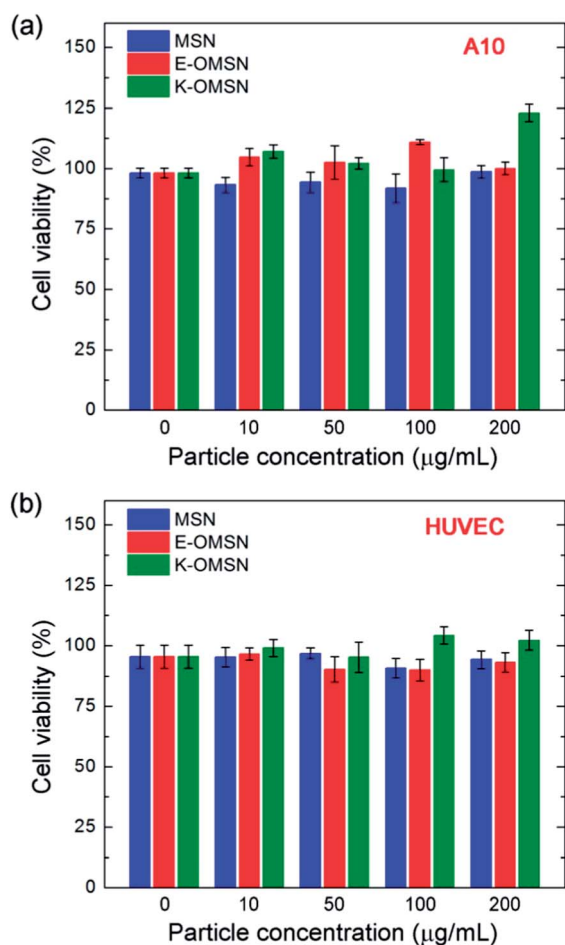 (a)
MSN
E-OMSN
K-OMSN
A10
150
125
100
75
50
25
0
Cell viability (%)
0 10 50 100 200
Particle concentration (μg/mL)
(b)
MSN
E-OMSN
K-OMSN
HUVEC
150
125
100
75
50
25
0
Cell viability (%)
0 10 50 100 200
Particle concentration (μg/mL)